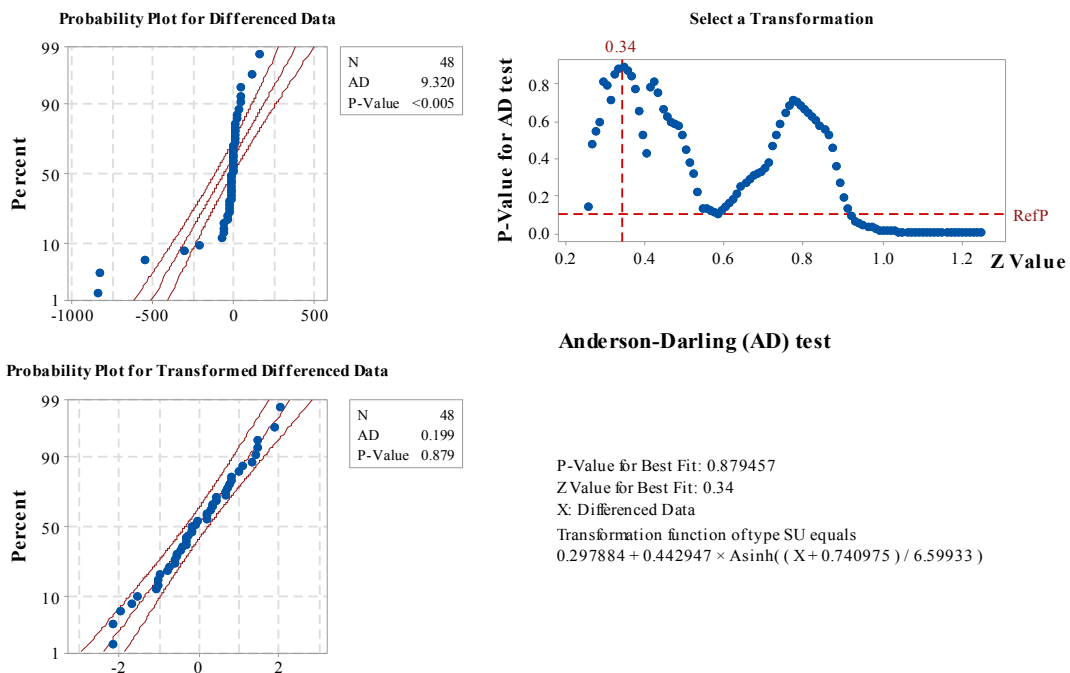 Probability Plot for Differenced Data
99
90
50
10
1
Percent
-1000 -500 0 500
N 48
AD 9.320
P-Value <0.005
Select a Transformation
0.34
P-Value for AD test
0.8
0.6
0.4
0.2
0.0
RefP
0.2 0.4 0.6 0.8 1.0 1.2
Z Value
Probability Plot for Transformed Differenced Data
99
90
50
10
1
Percent
-2 0 2
N 48
AD 0.199
P-Value 0.879
Anderson-Darling (AD) test
P-Value for Best Fit: 0.879457
Z Value for Best Fit: 0.34
X: Differenced Data
Transformation function of type SU equals
0.297884 + 0.442947 × Asinh( ( X + 0.740975 ) / 6.59933 )